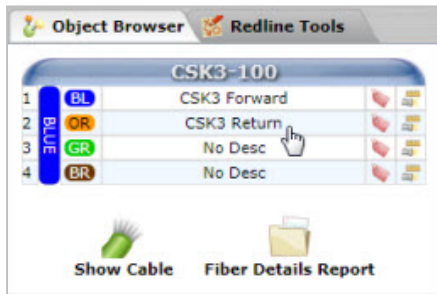 Object Browser Redline Tools
CSK3-100
1 BLUE BL CSK3 Forward
2 OR CSK3 Return
3 GR No Desc
4 BR No Desc
Show Cable Fiber Details Report